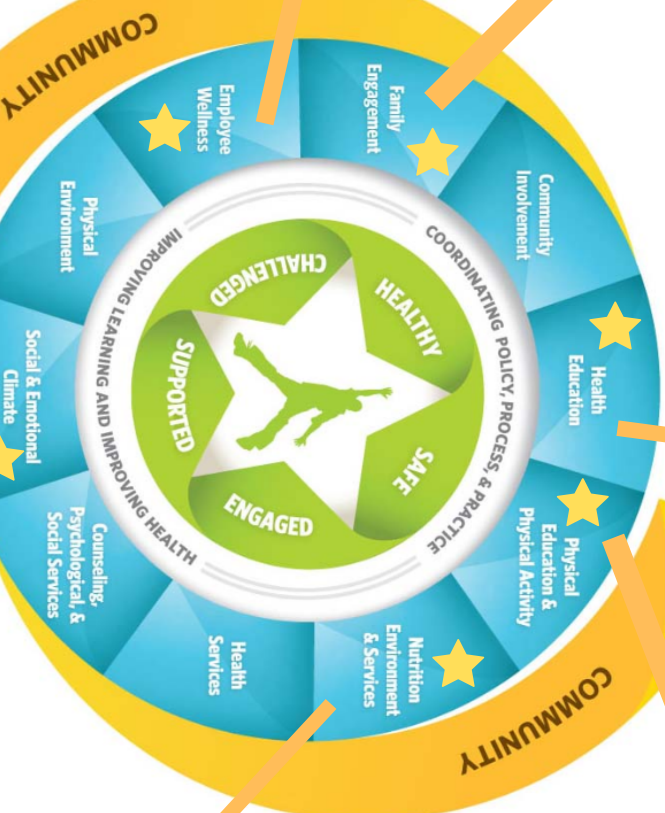 COMMUNITY
Health
Education
Physical
Education &
Physical Activity
Nutrition
Environment
& Services
Health
Services
Counseling,
Psychological, &
Social Services
Social & Emotional
Climate
Physical
Environment
Employee
Wellness
Family
Engagement
Community
Involvement
COORDINATING POLICY, PROCESS, & PRACTICE
IMPROVING LEARNING AND IMPROVING HEALTH
HEALTHY
SAFE
ENGAGED
SUPPORTED
CHALLENGED
COMMUNITY